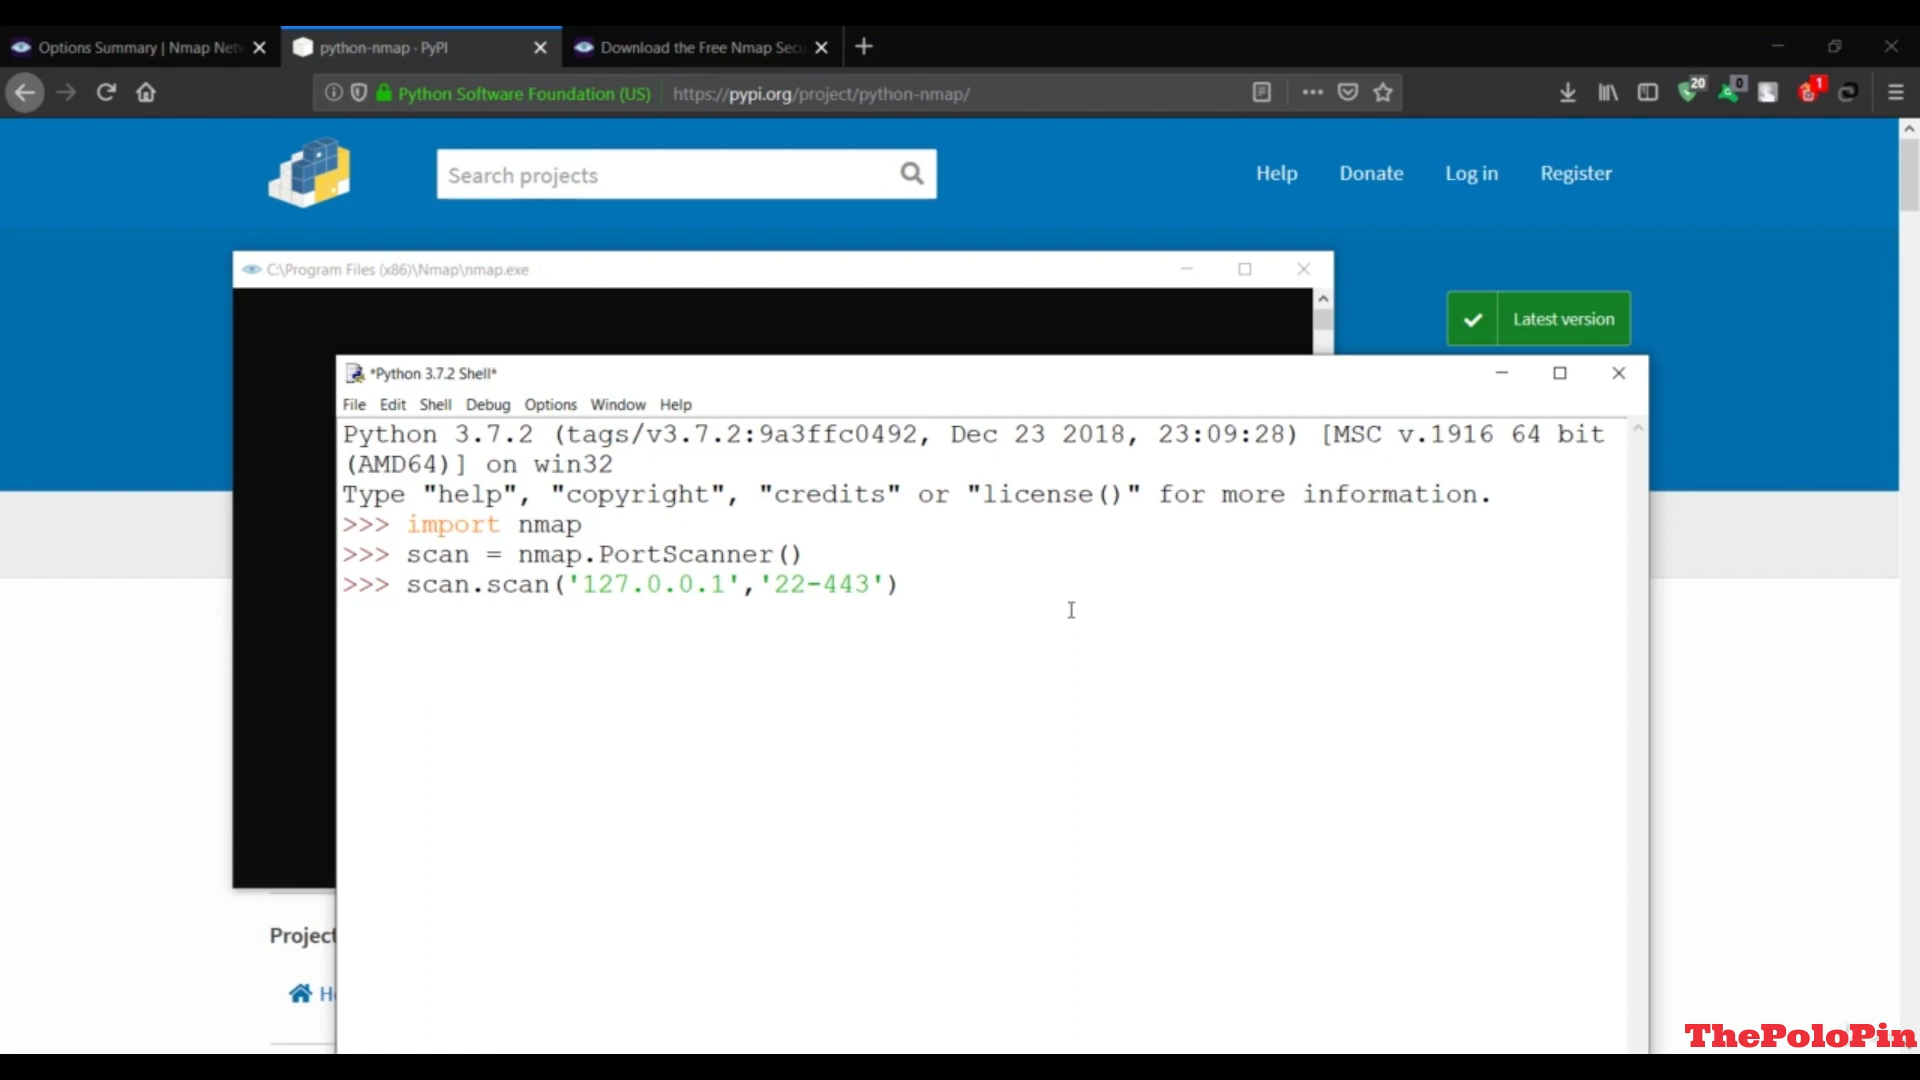 Options Summary | Nmap Net
python-nmap · PyPI
Download the Free Nmap Secu
Python Software Foundation (US)
https://pypi.org/project/python-nmap/
20
0
1
Search projects
Help
Donate
Log in
Register
C:\Program Files (x86)\Nmap\nmap.exe
Latest version
*Python 3.7.2 Shell*
File Edit Shell Debug Options Window Help
Python 3.7.2 (tags/v3.7.2:9a3ffc0492, Dec 23 2018, 23:09:28) [MSC v.1916 64 bit
(AMD64)] on win32
Type "help", "copyright", "credits" or "license()" for more information.
>>> import nmap
>>> scan = nmap.PortScanner()
>>> scan.scan('127.0.0.1','22-443')
Project
H
ThePoloPin